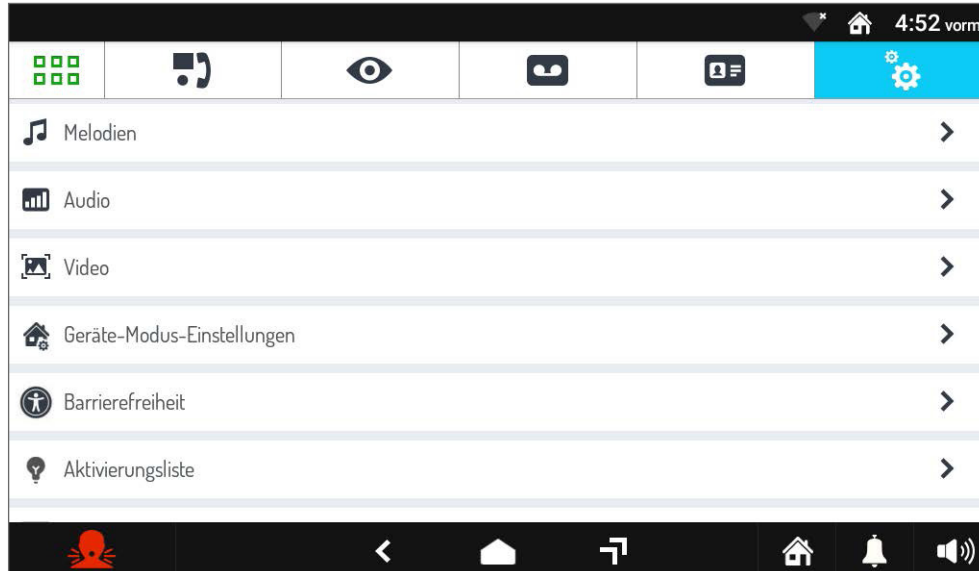 4:52 vorm
Melodien
Audio
Video
Geräte-Modus-Einstellungen
Barrierefreiheit
Aktivierungsliste